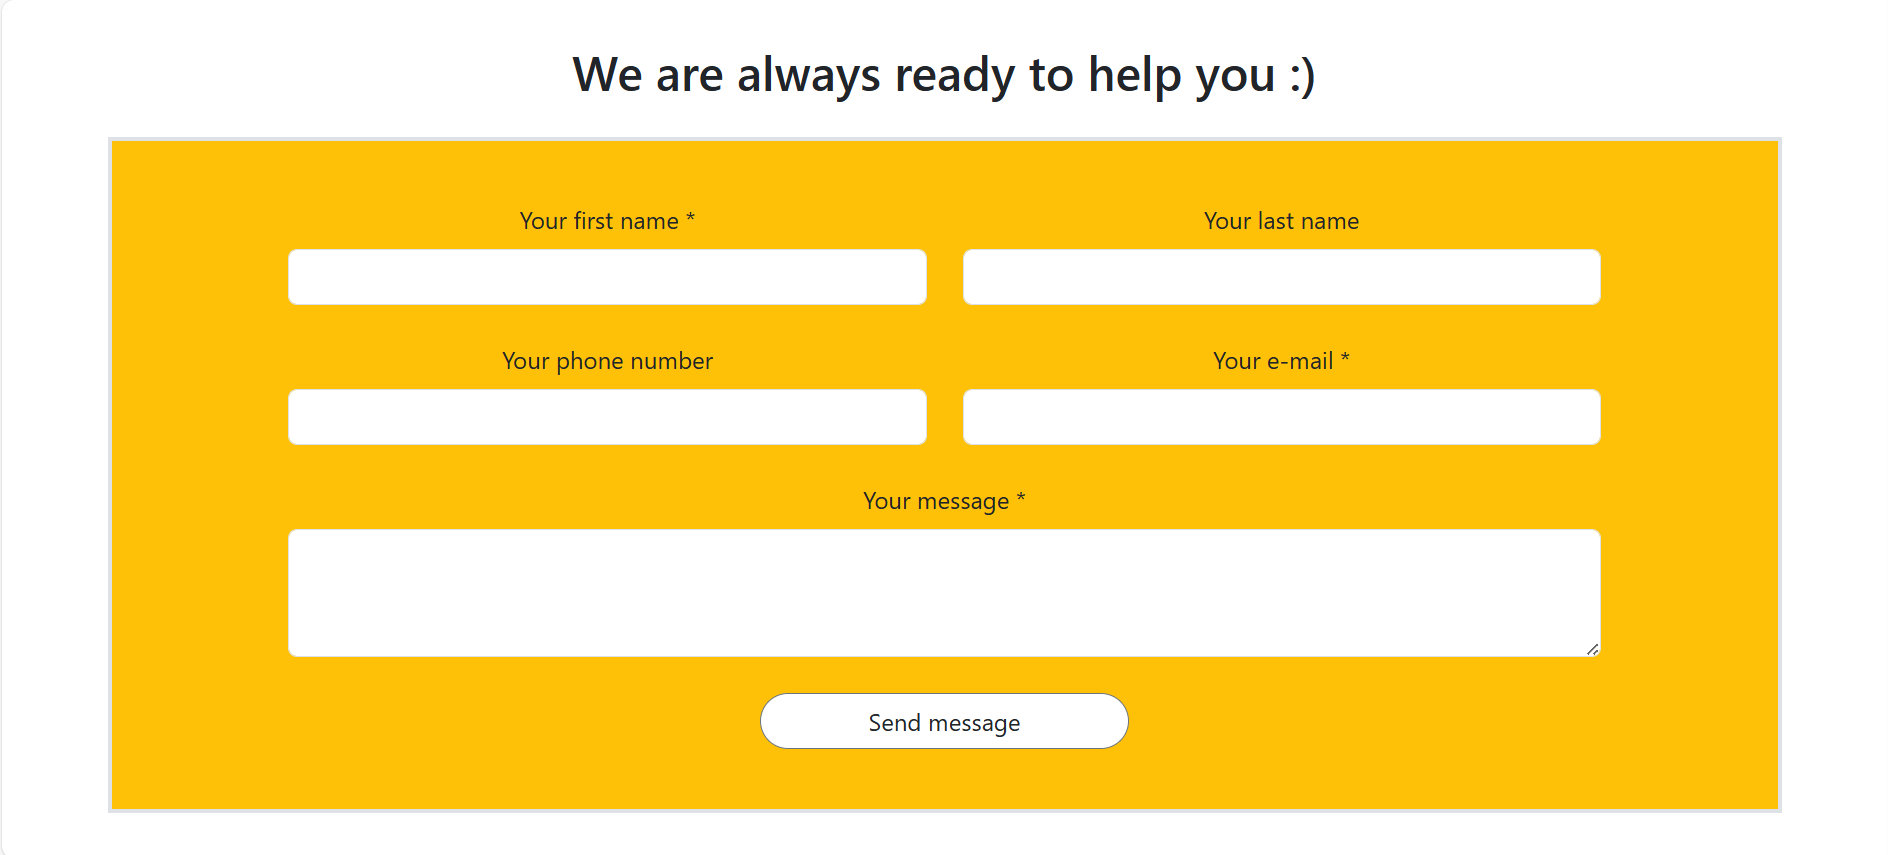 We are always ready to help you :)
Your first name *
Your last name
Your phone number
Your e-mail *
Your message *
Send message